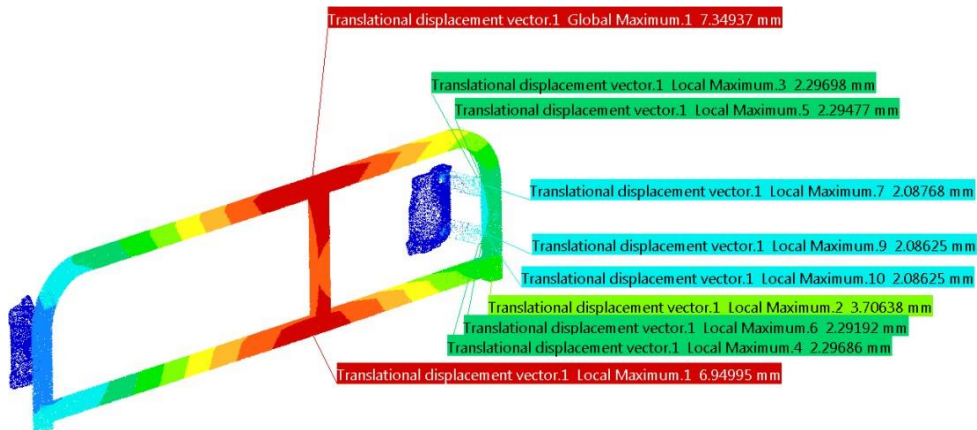 Translational displacement vector.1 Global Maximum.1 7.34937 mm
Translational displacement vector.1 Local Maximum.3 2.29698 mm
Translational displacement vector.1 Local Maximum.5 2.29477 mm
Translational displacement vector.1 Local Maximum.7 2.08768 mm
Translational displacement vector.1 Local Maximum.9 2.08625 mm
Translational displacement vector.1 Local Maximum.10 2.08625 mm
Translational displacement vector.1 Local Maximum.2 3.70638 mm
Translational displacement vector.1 Local Maximum.6 2.29192 mm
Translational displacement vector.1 Local Maximum.4 2.29686 mm
Translational displacement vector.1 Local Maximum.1 6.94995 mm